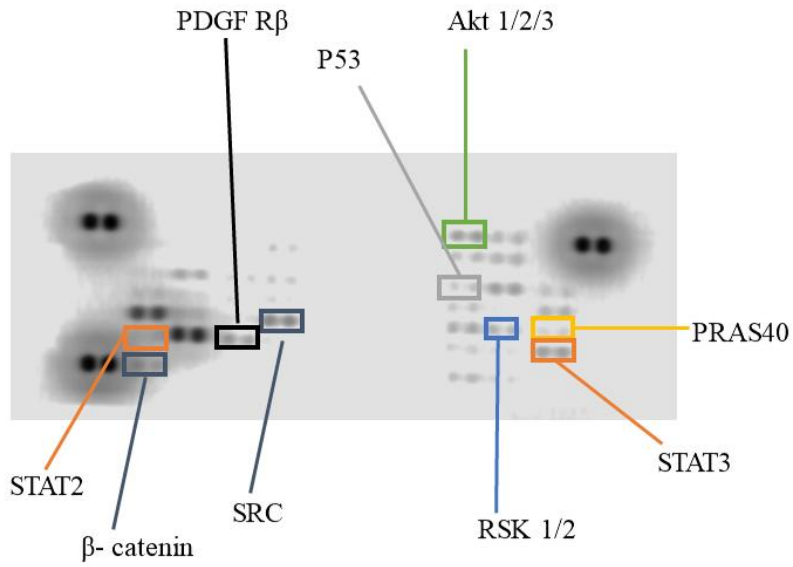 PDGF Rβ
Akt 1/2/3
P53
PRAS40
STAT3
STAT2
SRC
RSK 1/2
β- catenin